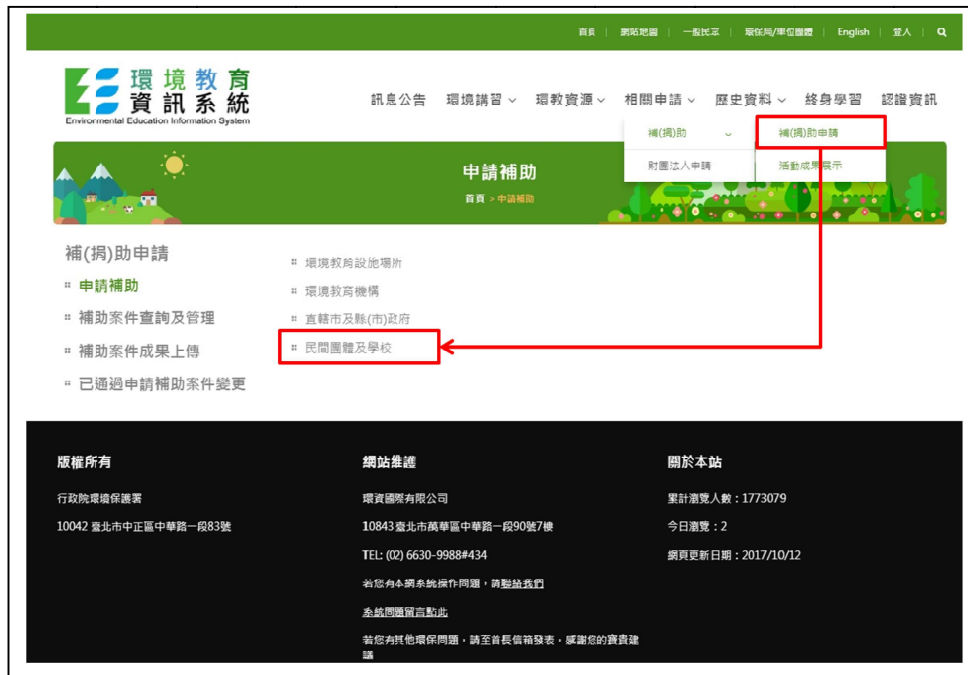 首頁 | 網站地圖 | 一般民眾 | 環保局/單位團體 | English | 登入
環境教育
資訊系統
Environmental Education Information System
訊息公告 環境講習 環教資源 相關申請 歷史資料 終身學習 認證資訊
補(捐)助 補(捐)助申請
財團法人申請 活動成果展示
申請補助
首頁 > 申請補助
補(捐)助申請
申請補助
補助案件查詢及管理
補助案件成果上傳
已通過申請補助案件變更
環境教育設施場所
環境教育機構
直轄市及縣(市)政府
民間團體及學校
版權所有
行政院環境保護署
10042 臺北市中正區中華路一段83號
網站維護
環資國際有限公司
10843臺北市萬華區中華路一段90號7樓
TEL: (02) 6630-9988#434
若您有本網系統操作問題，請聯絡我們
系統問題留言點此
若您有其他環保問題，請至首長信箱發表，感謝您的寶貴建
議
關於本站
累計瀏覽人數：1773079
今日瀏覽：2
網頁更新日期：2017/10/12